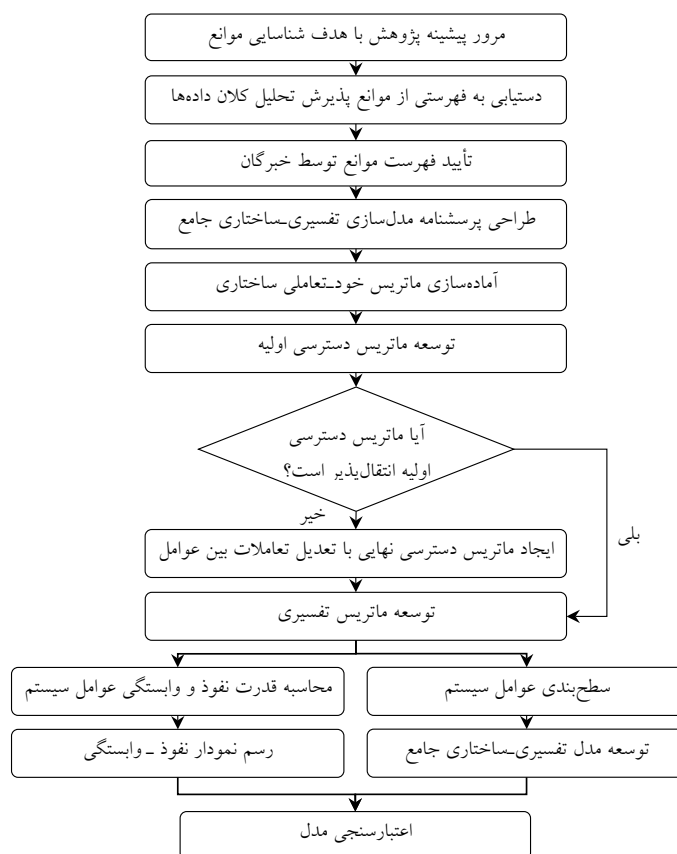 مرور پیشینه پژوهش با هدف شناسایی موانع
دستیابی به فهرستی از موانع پذیرش تحلیل کلان داده‌ها
تأیید فهرست موانع توسط خبرگان
طراحی پرسشنامه مدل‌سازی تفسیری‌ـساختاری جامع
آماده‌سازی ماتریس خودـتعاملی ساختاری
توسعه ماتریس دسترسی اولیه
آیا ماتریس دسترسی
اولیه انتقال‌پذیر است؟
خیر
بلی
ایجاد ماتریس دسترسی نهایی با تعدیل تعاملات بین عوامل
توسعه ماتریس تفسیری
سطح‌بندی عوامل سیستم
محاسبه قدرت نفوذ و وابستگی عوامل سیستم
توسعه مدل تفسیری‌ـساختاری جامع
رسم نمودار نفوذ ـ وابستگی
اعتبارسنجی مدل